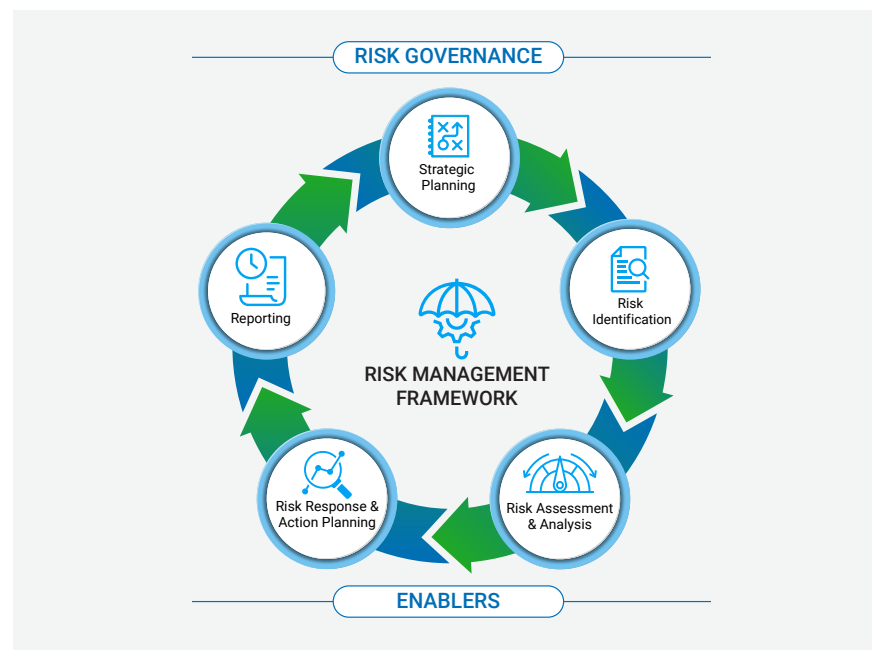 RISK GOVERNANCE
Strategic
Planning
Risk
Identification
Reporting
RISK MANAGEMENT
FRAMEWORK
Risk Assessment
& Analysis
Risk Response &
Action Planning
ENABLERS